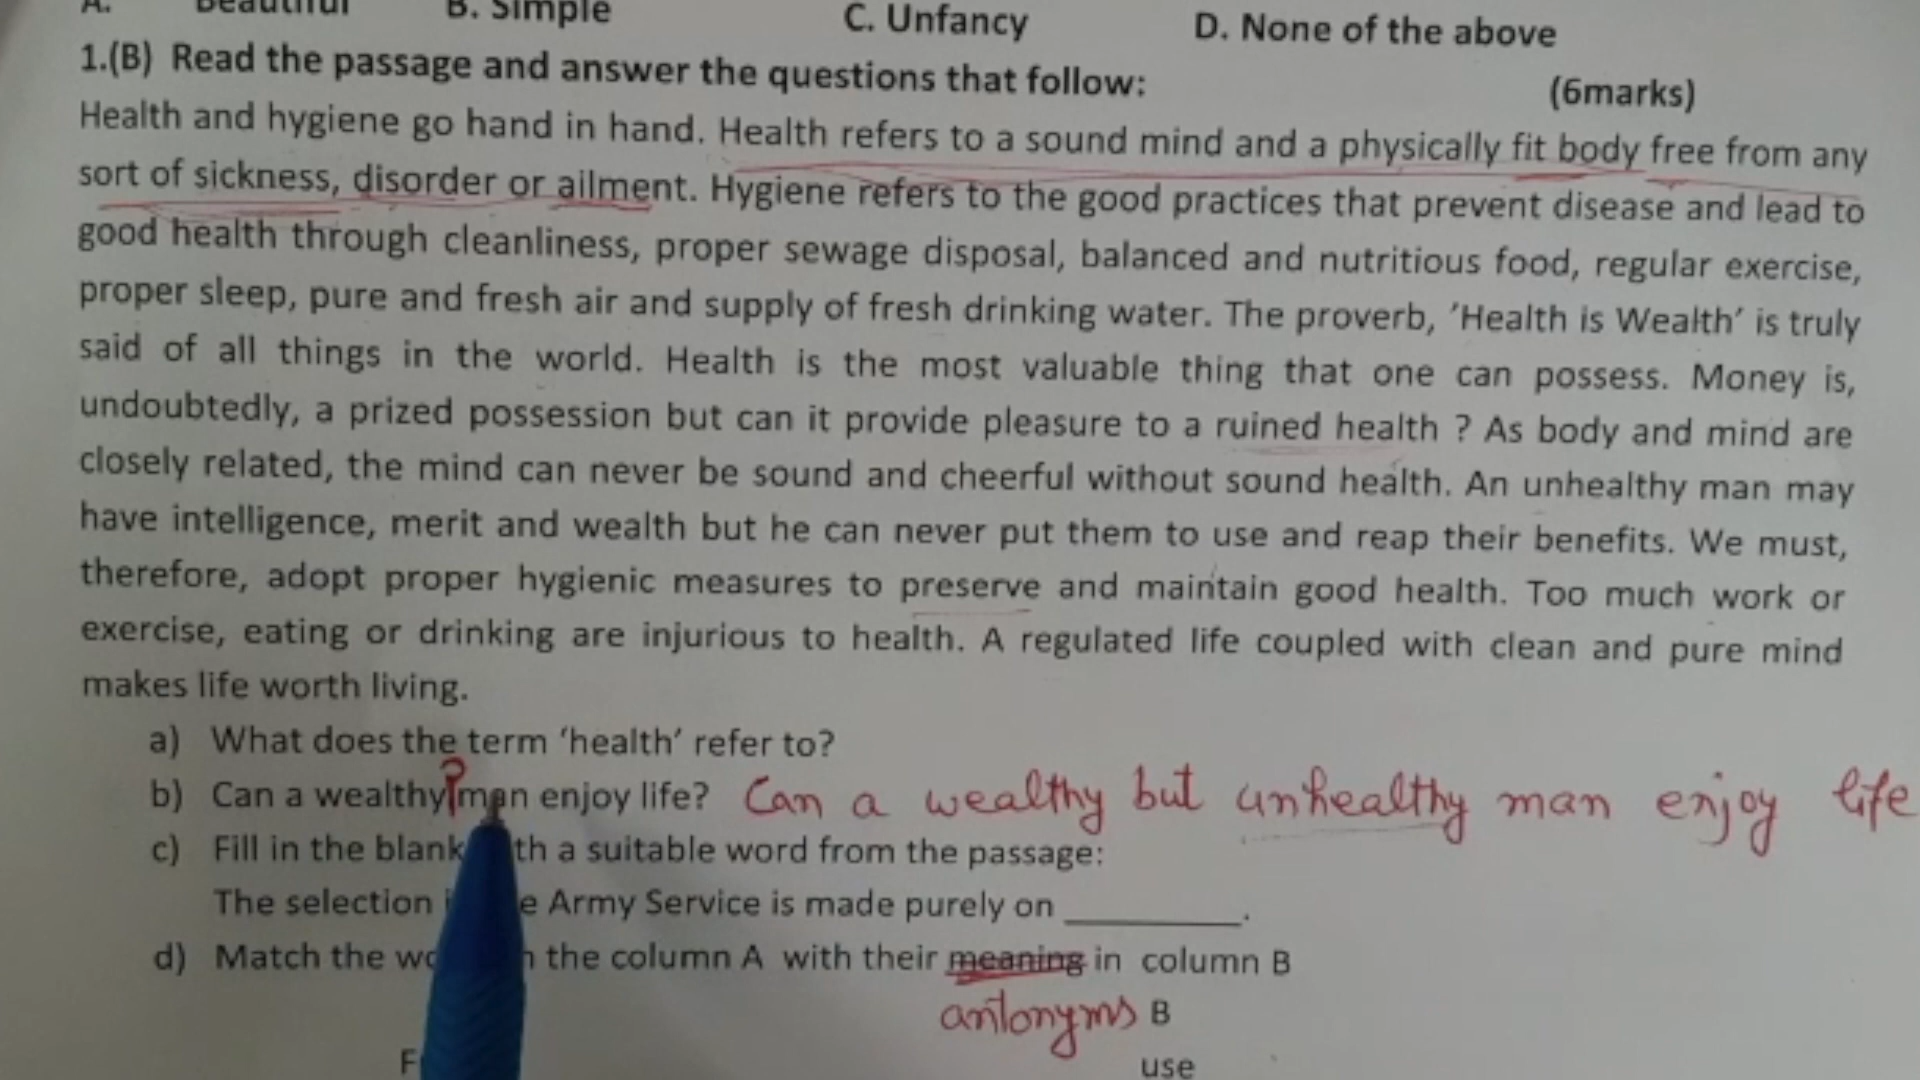 A. Beautiful B. Simple C. Unfancy D. None of the above
1.(B) Read the passage and answer the questions that follow: (6marks)
Health and hygiene go hand in hand. Health refers to a sound mind and a physically fit body free from any
sort of sickness, disorder or ailment. Hygiene refers to the good practices that prevent disease and lead to
good health through cleanliness, proper sewage disposal, balanced and nutritious food, regular exercise,
proper sleep, pure and fresh air and supply of fresh drinking water. The proverb, ‘Health is Wealth’ is truly
said of all things in the world. Health is the most valuable thing that one can possess. Money is,
undoubtedly, a prized possession but can it provide pleasure to a ruined health ? As body and mind are
closely related, the mind can never be sound and cheerful without sound health. An unhealthy man may
have intelligence, merit and wealth but he can never put them to use and reap their benefits. We must,
therefore, adopt proper hygienic measures to preserve and maintain good health. Too much work or
exercise, eating or drinking are injurious to health. A regulated life coupled with clean and pure mind
makes life worth living.
a) What does the term ‘health’ refer to?
b) Can a wealthy ? man enjoy life? Can a wealthy but unhealthy man enjoy life
c) Fill in the blank a suitable word from the passage:
The selection Army Service is made purely on ________.
d) Match the the column A with their meaning in column B
antonyms B
use